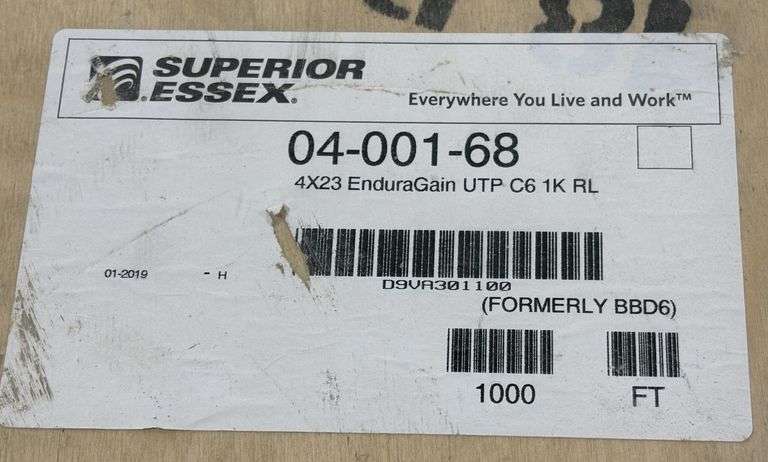 SUPERIOR
ESSEX.
Everywhere You Live and Work™
04-001-68
4X23 EnduraGain UTP C6 1K RL
01-2019 - H
D9VA301100
(FORMERLY BBD6)
1000 FT